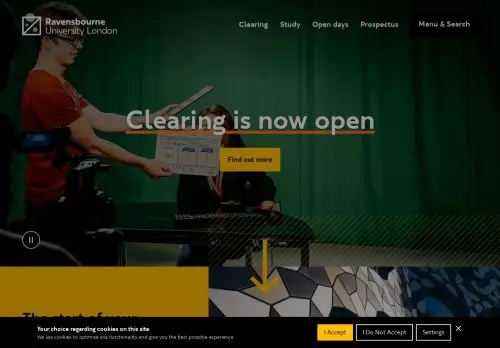 Ravensbourne
University London
Clearing
Study
Open days
Prospectus
Menu & Search
Clearing is now open
Find out more
The start of your
Your choice regarding cookies on this site
We use cookies to optimise site functionality and give you the best possible experience
I Accept
I Do Not Accept
Settings